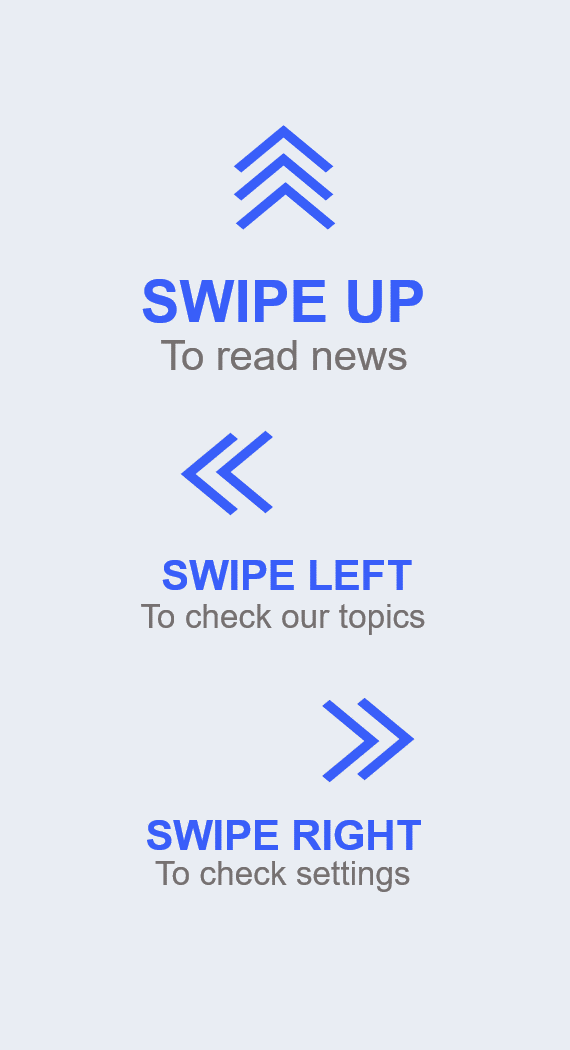 SWIPE UP
To read news
SWIPE LEFT
To check our topics
SWIPE RIGHT
To check settings